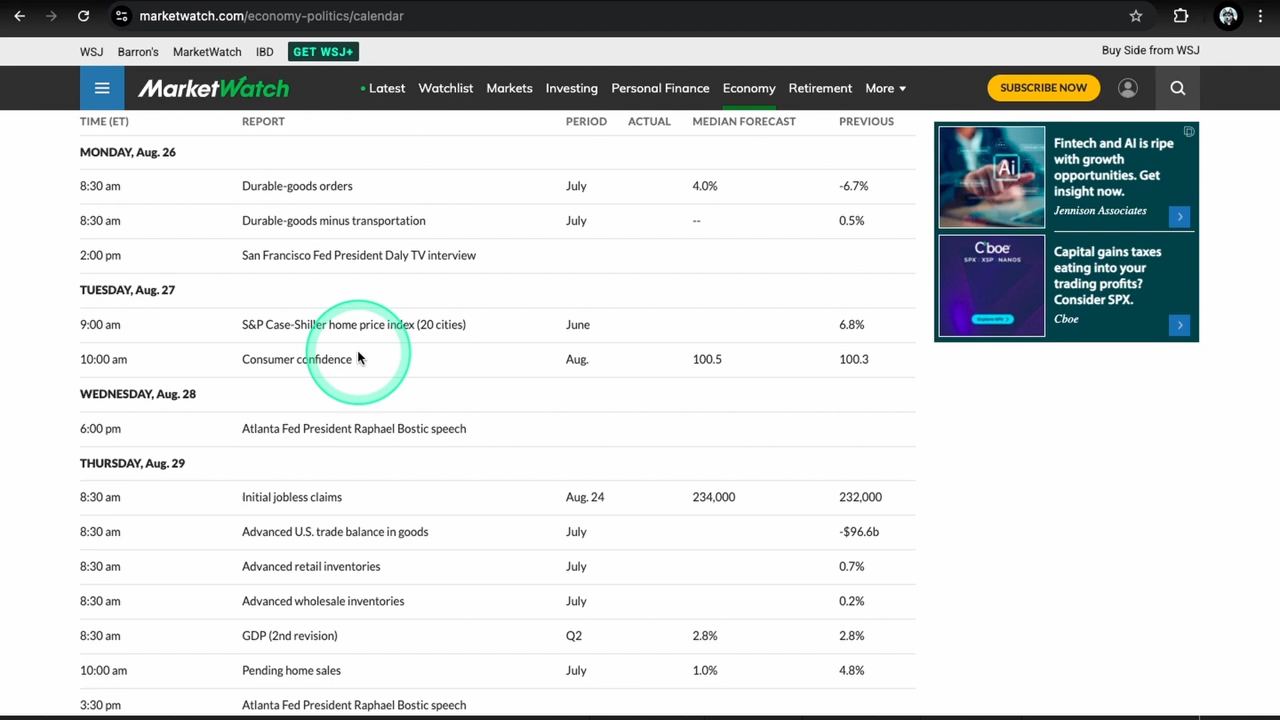 marketwatch.com/economy-politics/calendar
WSJ Barron's MarketWatch IBD GET WSJ+ Buy Side from WSJ
MarketWatch • Latest Watchlist Markets Investing Personal Finance Economy Retirement More SUBSCRIBE NOW
TIME (ET) REPORT PERIOD ACTUAL MEDIAN FORECAST PREVIOUS
MONDAY, Aug. 26
8:30 am Durable-goods orders July 4.0% -6.7%
8:30 am Durable-goods minus transportation July -- 0.5%
2:00 pm San Francisco Fed President Daly TV interview
TUESDAY, Aug. 27
9:00 am S&P Case-Shiller home price index (20 cities) June 6.8%
10:00 am Consumer confidence Aug. 100.5 100.3
WEDNESDAY, Aug. 28
6:00 pm Atlanta Fed President Raphael Bostic speech
THURSDAY, Aug. 29
8:30 am Initial jobless claims Aug. 24 234,000 232,000
8:30 am Advanced U.S. trade balance in goods July -$96.6b
8:30 am Advanced retail inventories July 0.7%
8:30 am Advanced wholesale inventories July 0.2%
8:30 am GDP (2nd revision) Q2 2.8% 2.8%
10:00 am Pending home sales July 1.0% 4.8%
3:30 pm Atlanta Fed President Raphael Bostic speech
Ai
Fintech and AI is ripe
with growth
opportunities. Get
insight now.
Jennison Associates
Cboe
SPX XSP NANOS
Capital gains taxes
eating into your
trading profits?
Consider SPX.
Cboe